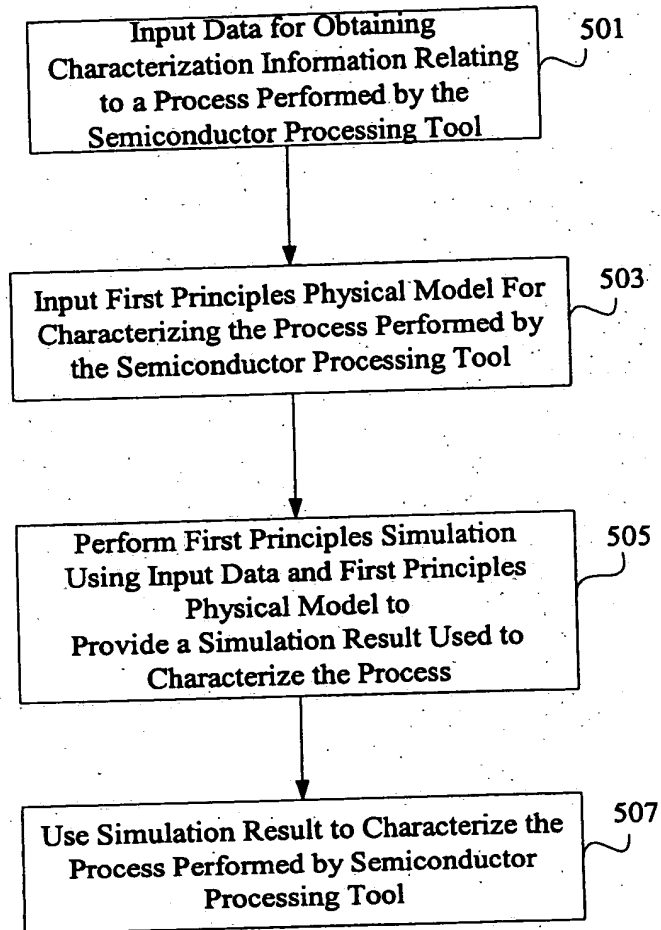 Input Data for Obtaining
Characterization Information Relating
to a Process Performed by the
Semiconductor Processing Tool
501
Input First Principles Physical Model For
Characterizing the Process Performed by
the Semiconductor Processing Tool
503
Perform First Principles Simulation
Using Input Data and First Principles
Physical Model to
Provide a Simulation Result Used to
Characterize the Process
505
Use Simulation Result to Characterize the
Process Performed by Semiconductor
Processing Tool
507